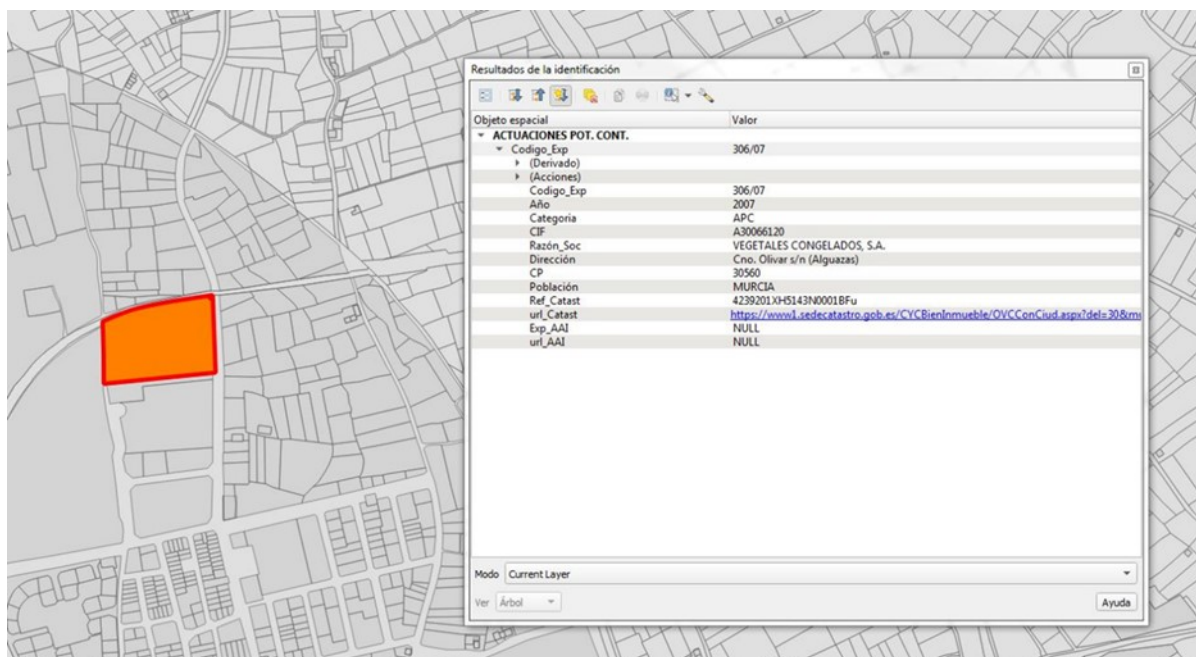 Resultados de la identificación
Objeto espacial Valor
ACTUACIONES POT. CONT.
Codigo_Exp 306/07
(Derivado)
(Acciones)
Codigo_Exp 306/07
Año 2007
Categoria APC
CIF A30066120
Razón_Soc VEGETALES CONGELADOS, S.A.
Dirección Cno. Olivar s/n (Alguazas)
CP 30560
Población MURCIA
Ref_Catast 4239201XH5143N0001BFu
url_Catast https://www1.sedecatastro.gob.es/CYCBienInmueble/OVCConCiud.aspx?del=30&mu
Exp_AAI NULL
url_AAI NULL
Modo Current Layer
Ver Árbol Ayuda